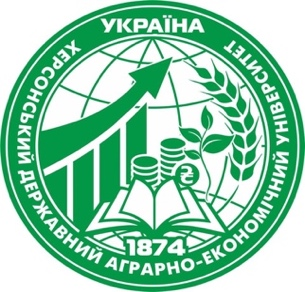 УКРАЇНА
ХЕРСОНСЬКИЙ ДЕРЖАВНИЙ АГРАРНО-ЕКОНОМІЧНИЙ УНІВЕРСИТЕТ
₴
1874